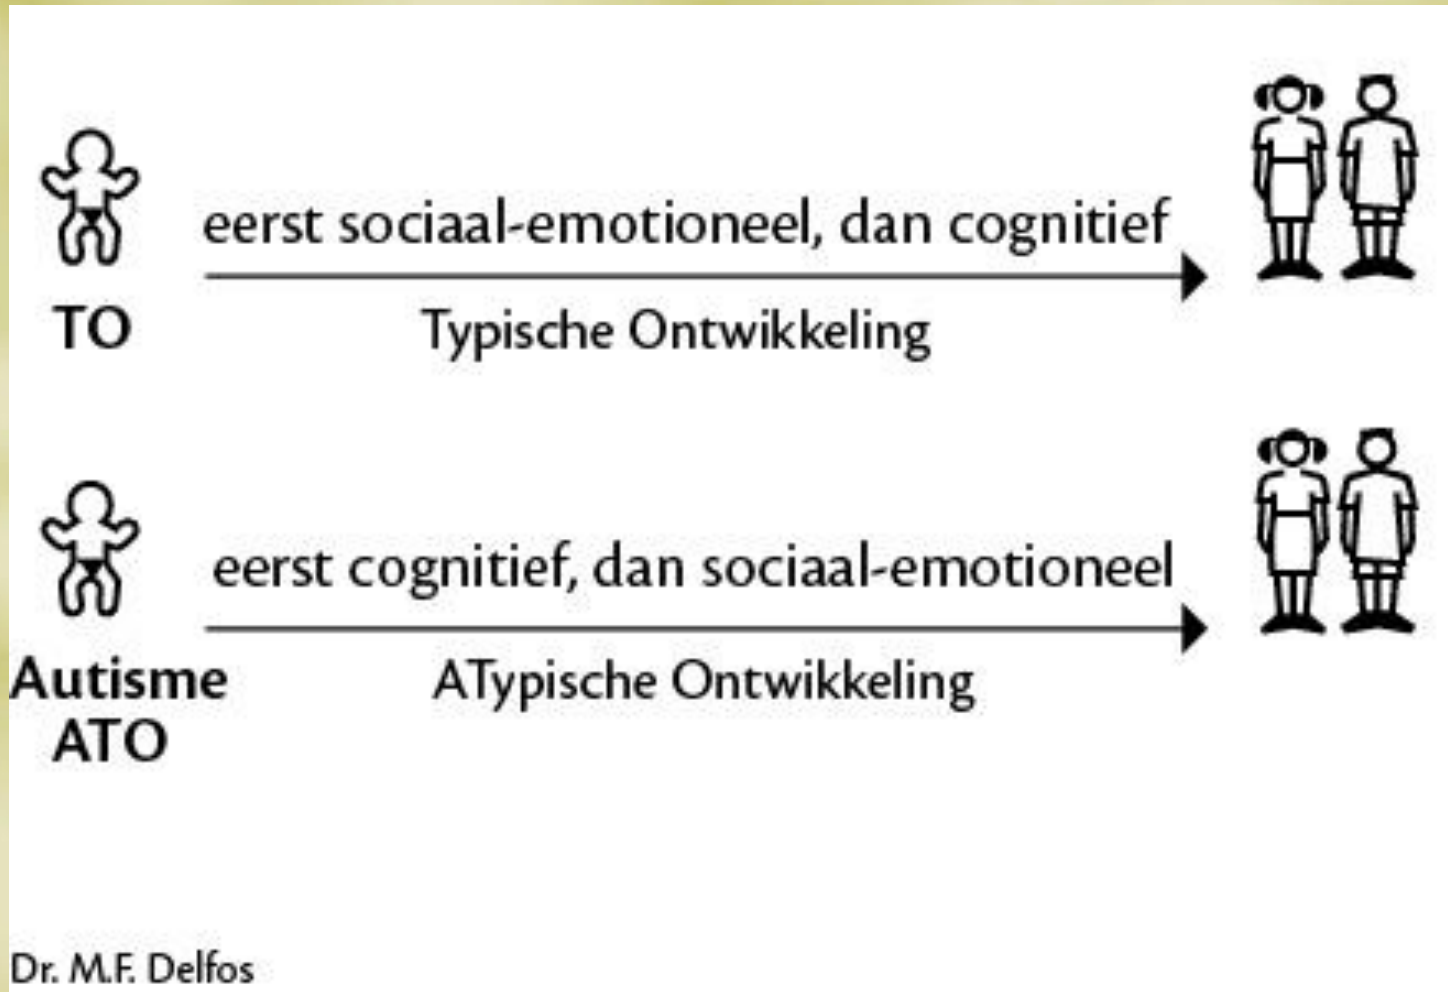 eerst sociaal-emotioneel, dan cognitief
TO
Typische Ontwikkeling
eerst cognitief, dan sociaal-emotioneel
Autisme
ATO
ATypische Ontwikkeling
Dr. M.F. Delfos